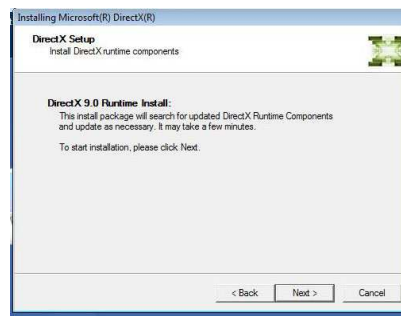 Installing Microsoft(R) DirectX(R)
DirectX Setup
Install DirectX runtime components
DirectX 9.0 Runtime Install:
This install package will search for updated DirectX Runtime Components
and update as necessary. It may take a few minutes.
To start installation, please click Next.
< Back Next > Cancel